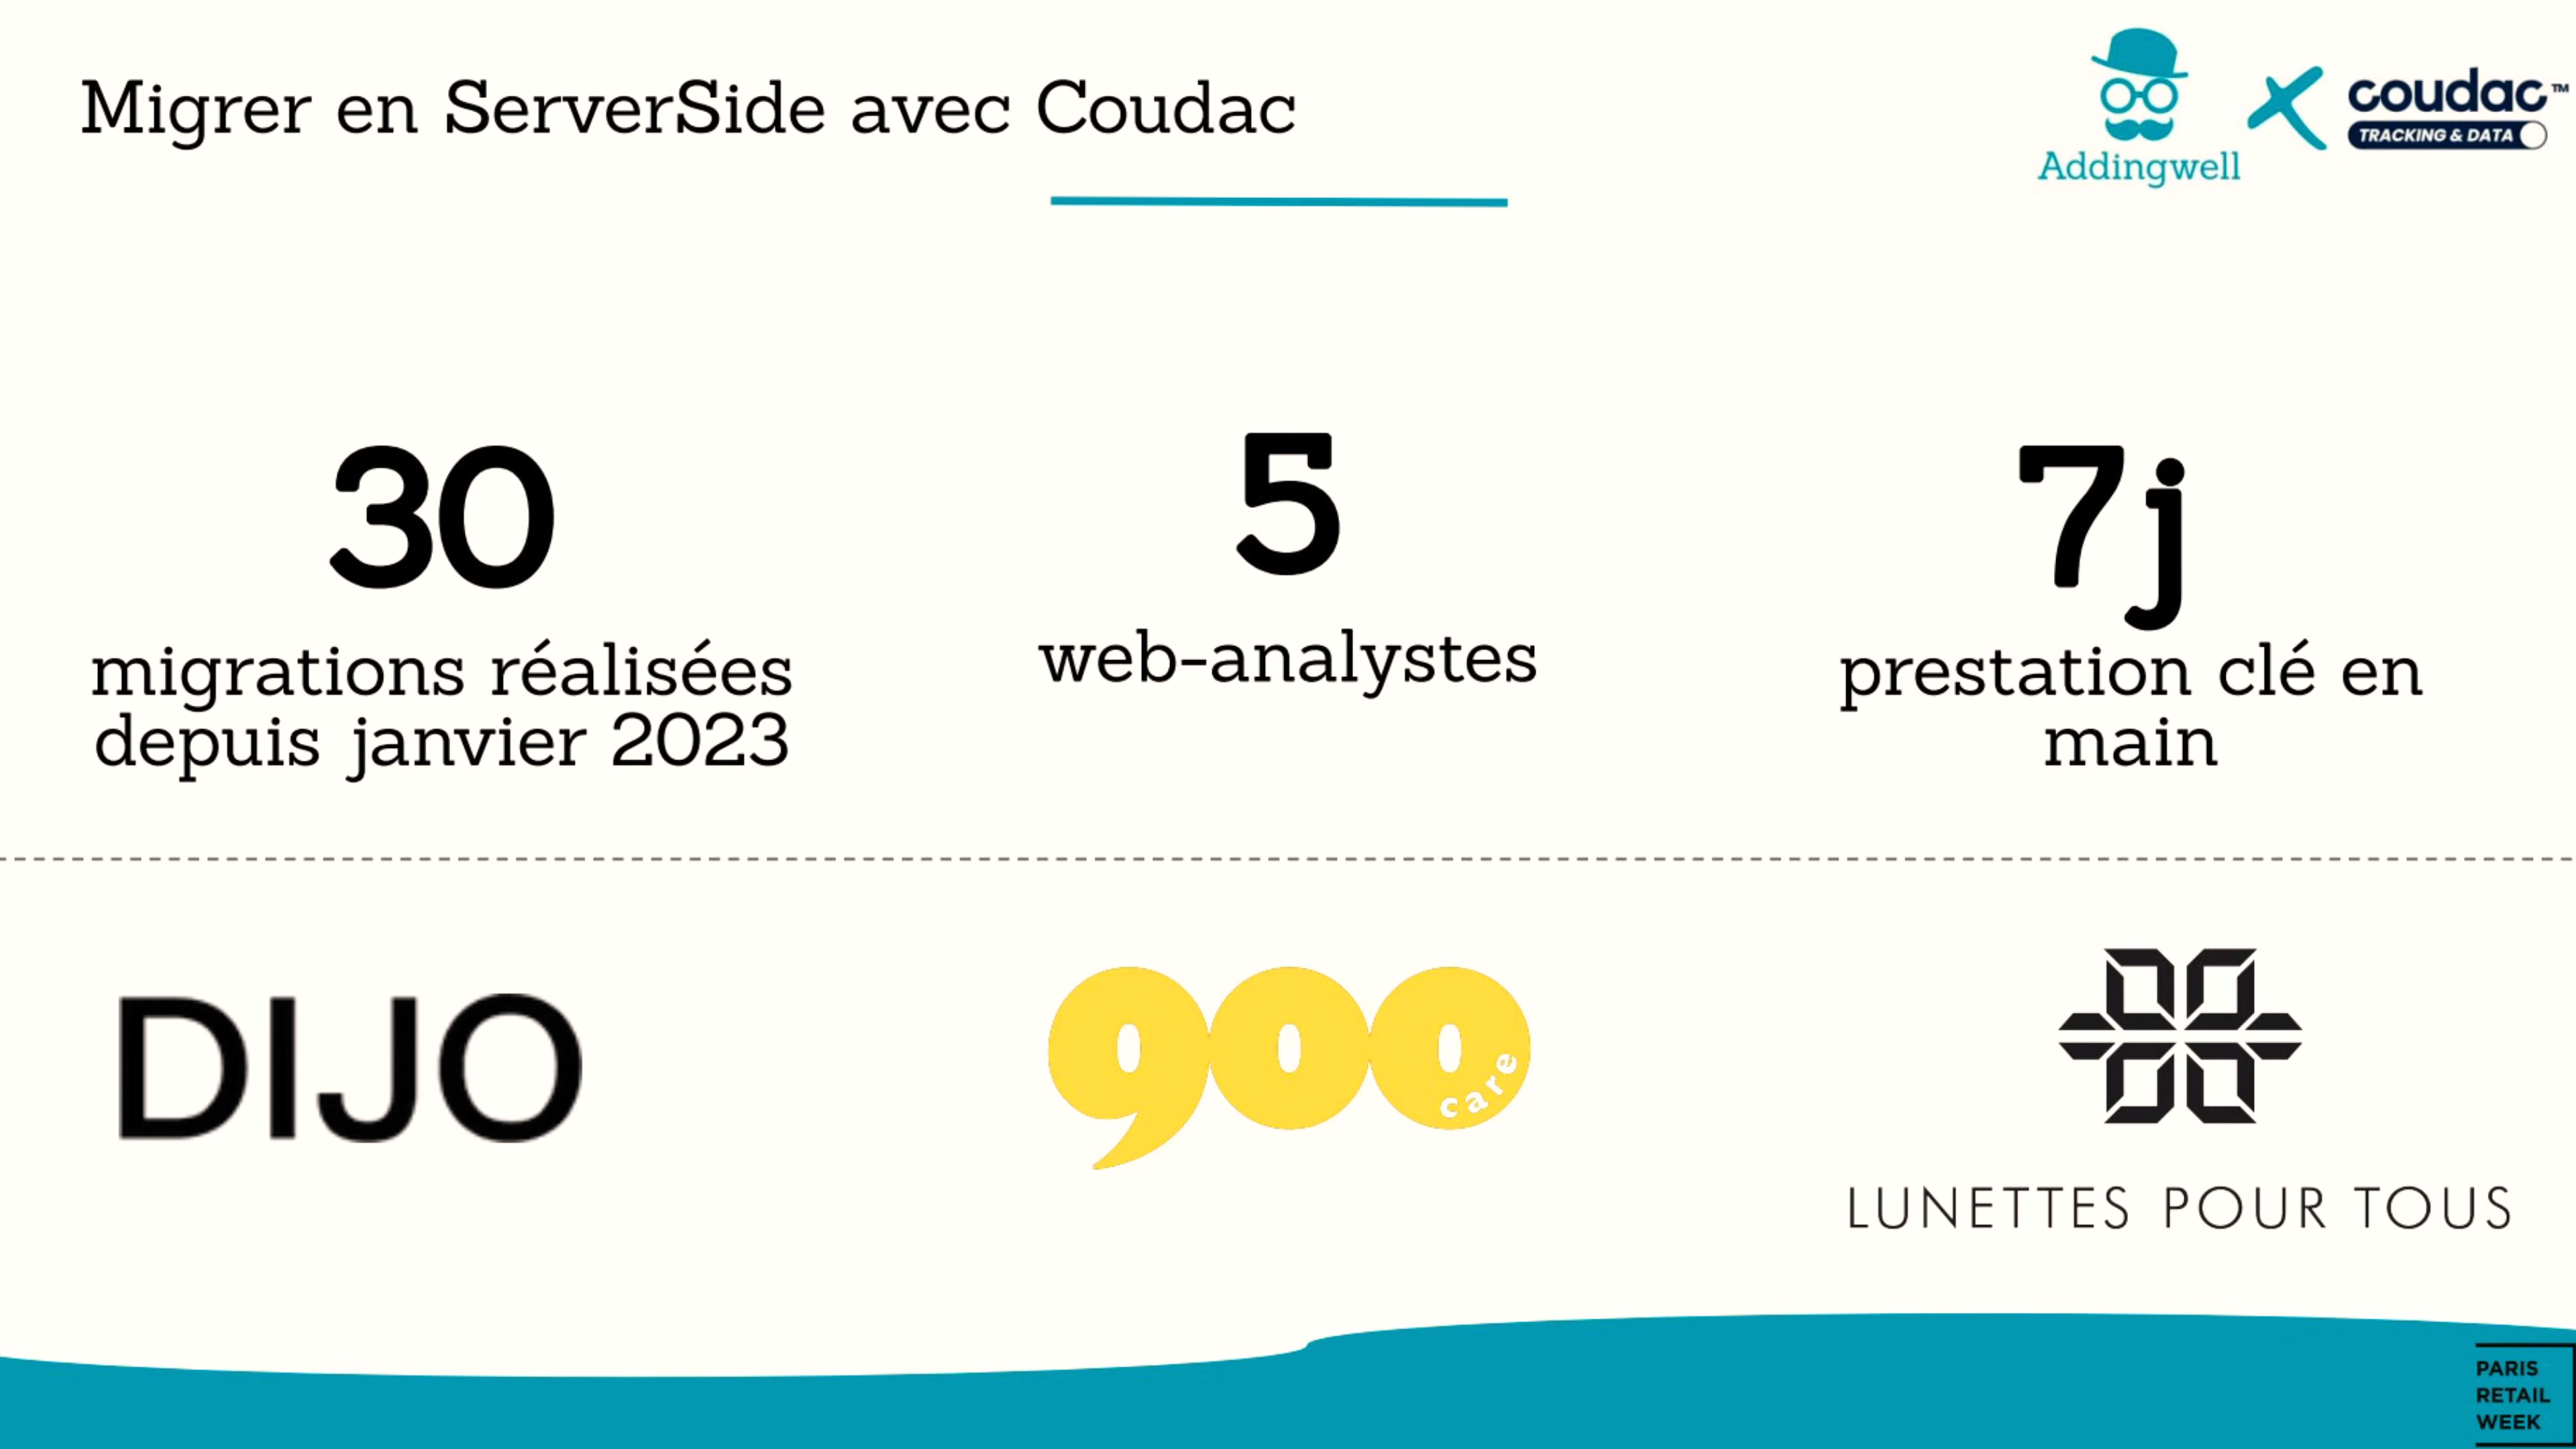 Migrer en ServerSide avec Coudac
Addingwell
coudac™
TRACKING & DATA
30
migrations réalisées
depuis janvier 2023
5
web-analystes
7j
prestation clé en
main
DIJO
900
care
LUNETTES POUR TOUS
PARIS
RETAIL
WEEK